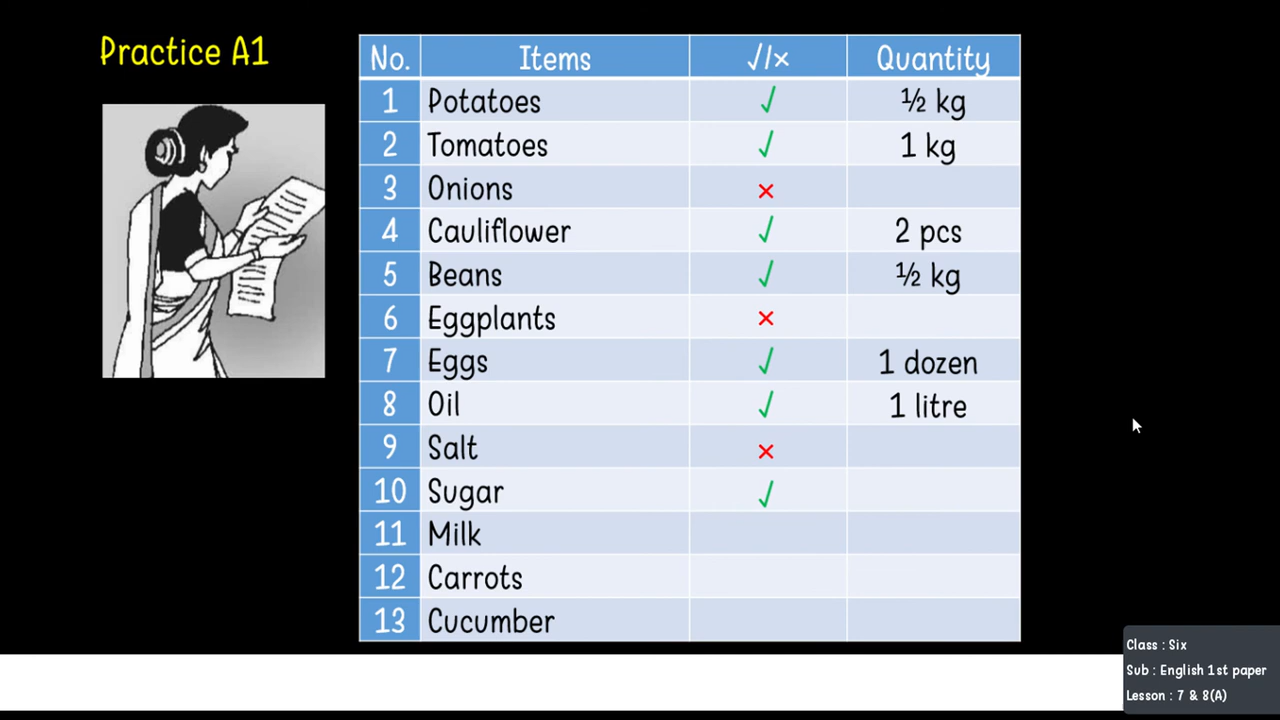 Practice A1
No. Items √/× Quantity
1 Potatoes √ ½ kg
2 Tomatoes √ 1 kg
3 Onions ×
4 Cauliflower √ 2 pcs
5 Beans √ ½ kg
6 Eggplants ×
7 Eggs √ 1 dozen
8 Oil √ 1 litre
9 Salt ×
10 Sugar √
11 Milk
12 Carrots
13 Cucumber
Class : Six
Sub : English 1st paper
Lesson : 7 & 8(A)